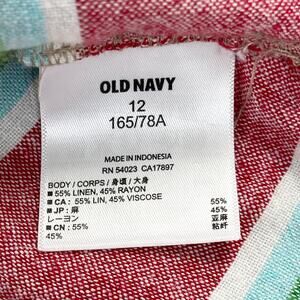 OLD NAVY
12
165/78A
MADE IN INDONESIA
RN 54023 CA17897
BODY / CORPS / 身頃 / 大身
■ 55% LINEN, 45% RAYON
■ CA : 55% LIN, 45% VISCOSE
■ JP : 麻 55%
レーヨン 45%
■ CN : 55% 亚麻
45% 粘纤